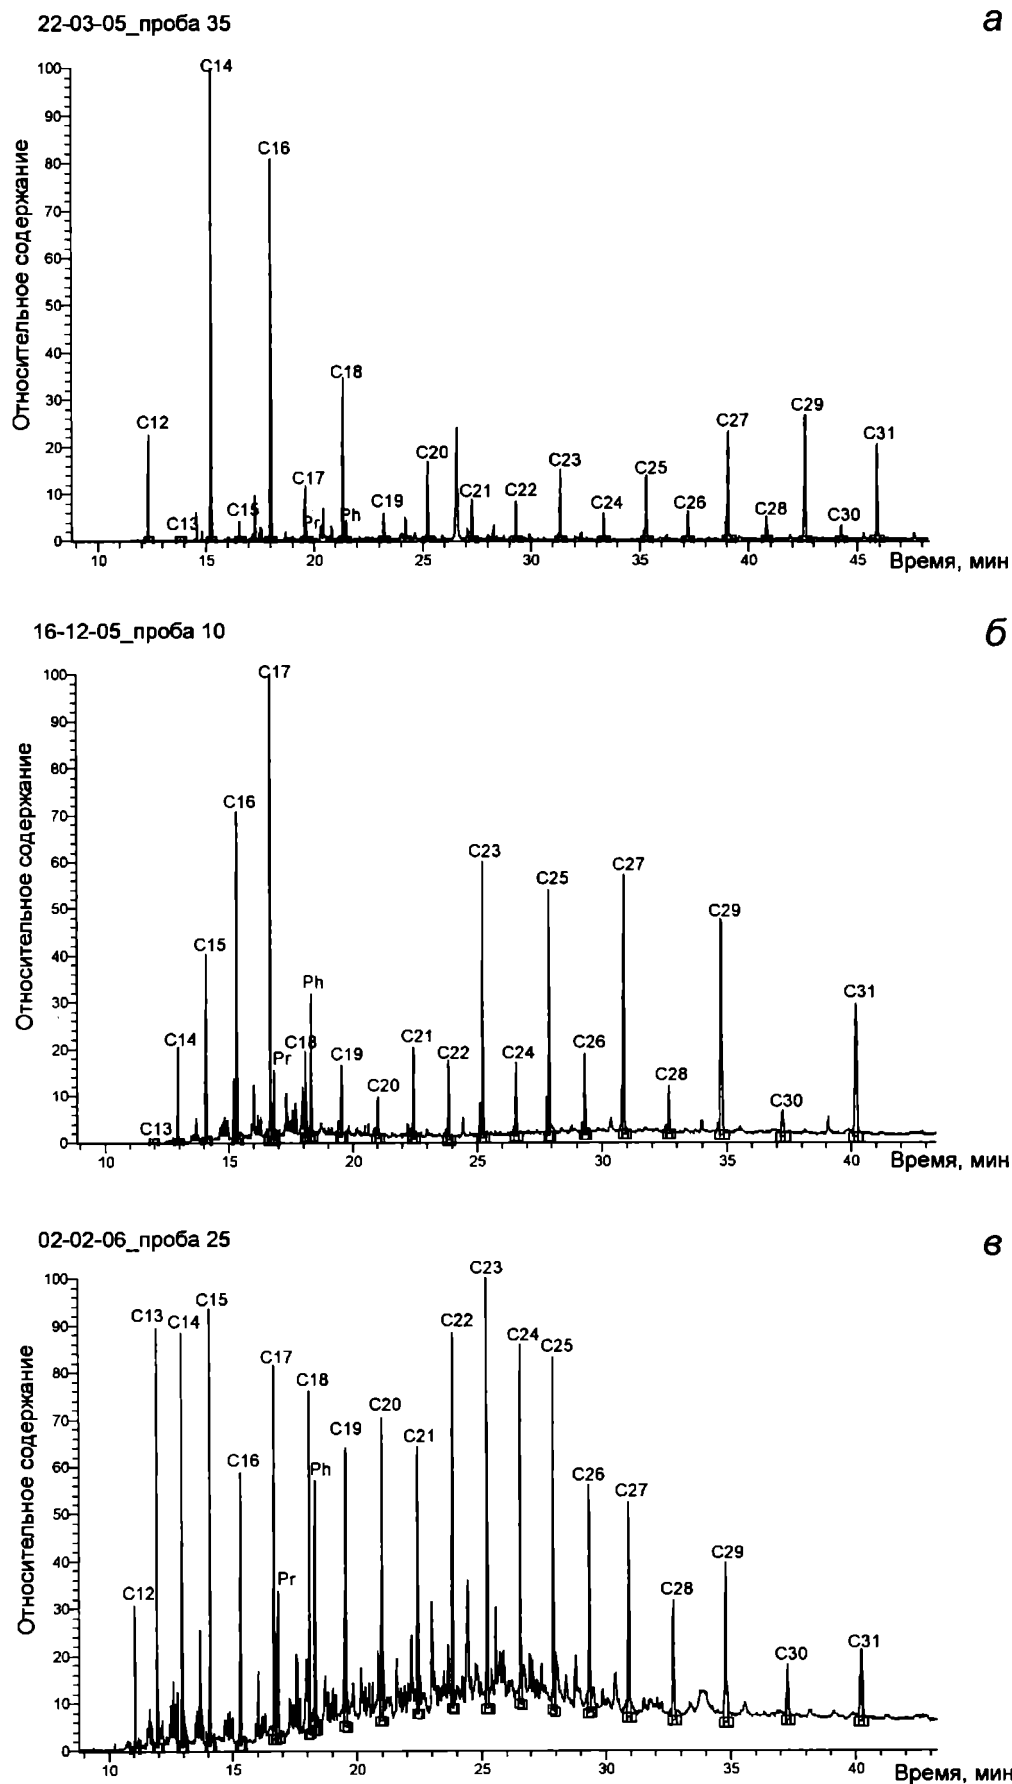 22-03-05_проба 35
а
Относительное содержание
100
90
80
70
60
50
40
30
20
10
0
C12
C13
C14
C15
C16
C17
Pr
C18
Ph
C19
C20
C21
C22
C23
C24
C25
C26
C27
C28
C29
C30
C31
10 15 20 25 30 35 40 45
Время, мин
16-12-05_проба 10
б
Относительное содержание
100
90
80
70
60
50
40
30
20
10
0
C13
C14
C15
C16
C17
Pr
C18
Ph
C19
C20
C21
C22
C23
C24
C25
C26
C27
C28
C29
C30
C31
10 15 20 25 30 35 40
Время, мин
02-02-06_проба 25
в
Относительное содержание
100
90
80
70
60
50
40
30
20
10
0
C12
C13
C14
C15
C16
C17
Pr
C18
Ph
C19
C20
C21
C22
C23
C24
C25
C26
C27
C28
C29
C30
C31
10 15 20 25 30 35 40
Время, мин